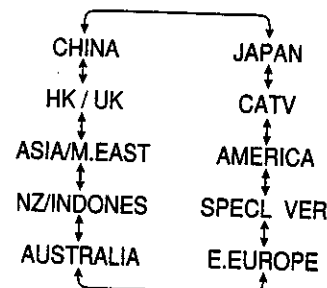 CHINA
HK / UK
ASIA/M.EAST
NZ/INDONES
AUSTRALIA
JAPAN
CATV
AMERICA
SPECL VER
E.EUROPE